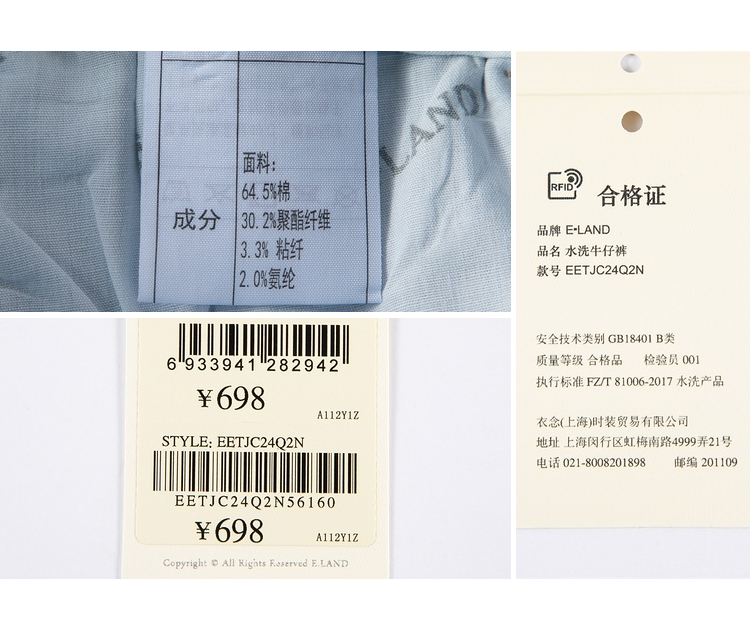 LAND
成分
面料:
64.5%棉
30.2%聚酯纤维
3.3% 粘纤
2.0%氨纶
6 933941 282942
￥698
A112Y1Z
STYLE: EETJC24Q2N
EETJC24Q2N56160
￥698
A112Y1Z
Copyright © All Rights Reserved E.LAND
RFID 合格证
品牌 E•LAND
品名 水洗牛仔裤
款号 EETJC24Q2N
安全技术类别 GB18401 B类
质量等级 合格品 检验员 001
执行标准 FZ/T 81006-2017 水洗产品
衣念(上海)时装贸易有限公司
地址 上海闵行区虹梅南路4999弄21号
电话 021-8008201898 邮编 201109